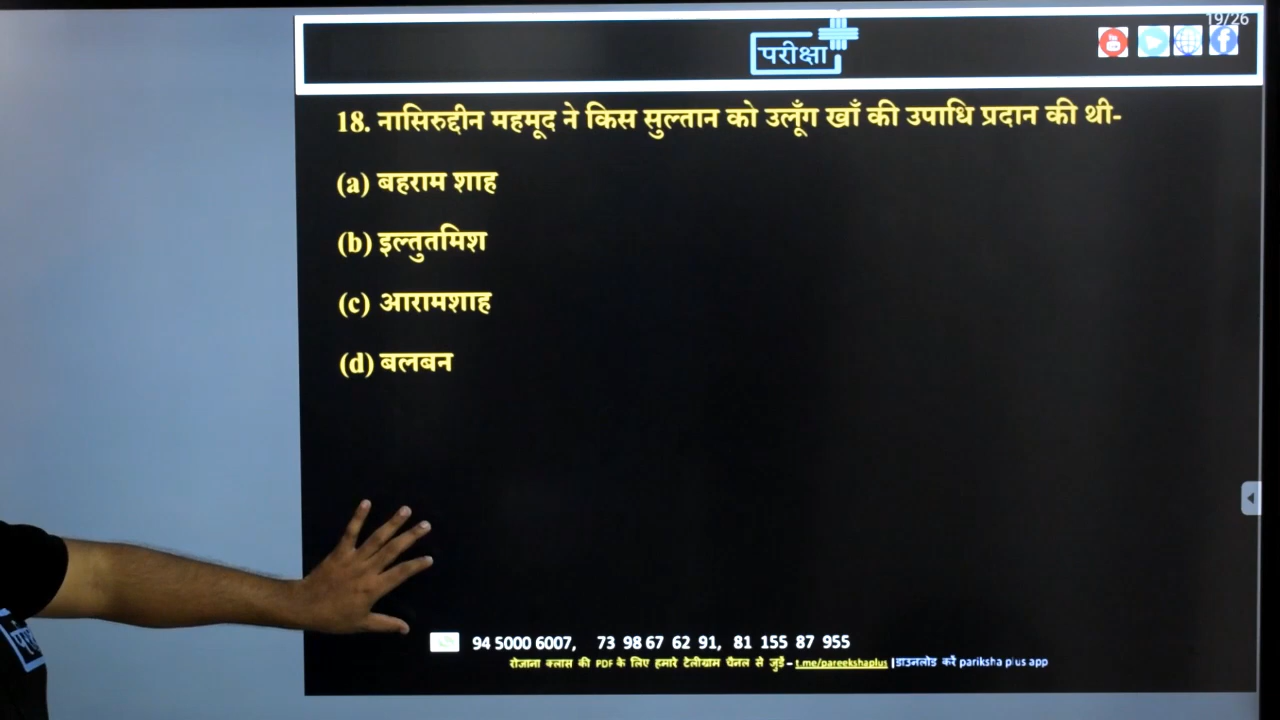 19/26
परीक्षा
18. नासिरुद्दीन महमूद ने किस सुल्तान को उलूँग खाँ की उपाधि प्रदान की थी-
(a) बहराम शाह
(b) इल्तुतमिश
(c) आरामशाह
(d) बलबन
94 5000 6007, 73 98 67 62 91, 81 155 87 955
रोजाना क्लास की PDF के लिए हमारे टेलीग्राम चैनल से जुड़ें – t.me/pareekshaplus | डाउनलोड करें pariksha plus app